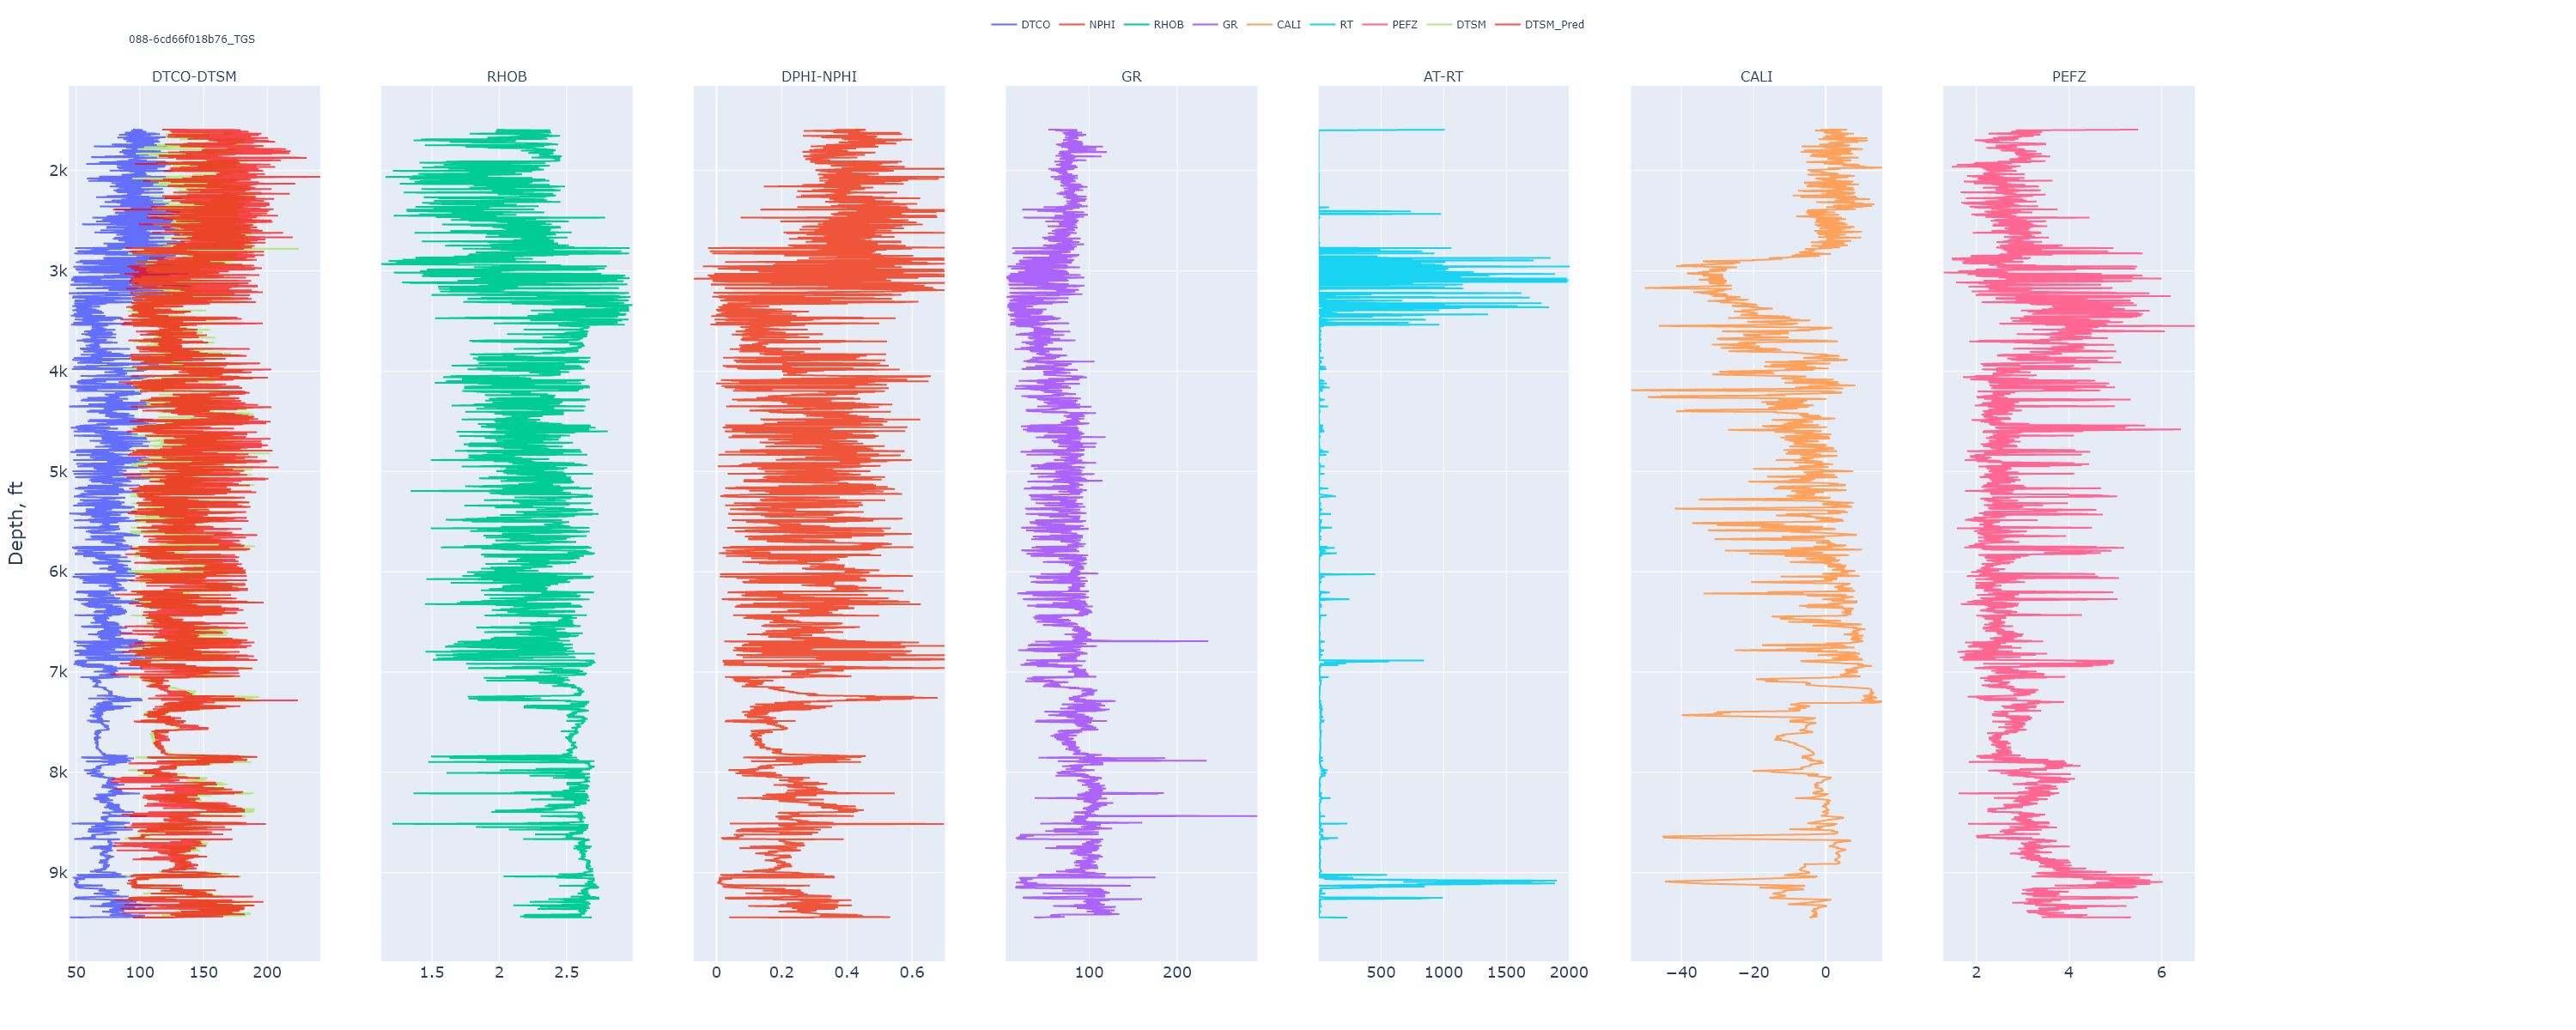 DTCO NPHI RHOB GR CALI RT PEFZ DTSM DTSM_Pred
088-6cd66f018b76_TGS
DTCO-DTSM RHOB DPHI-NPHI GR AT-RT CALI PEFZ
2k
3k
4k
5k
Depth, ft
6k
7k
8k
9k
50 100 150 200 1.5 2 2.5 0 0.2 0.4 0.6 100 200 500 1000 1500 2000 −40 −20 0 2 4 6